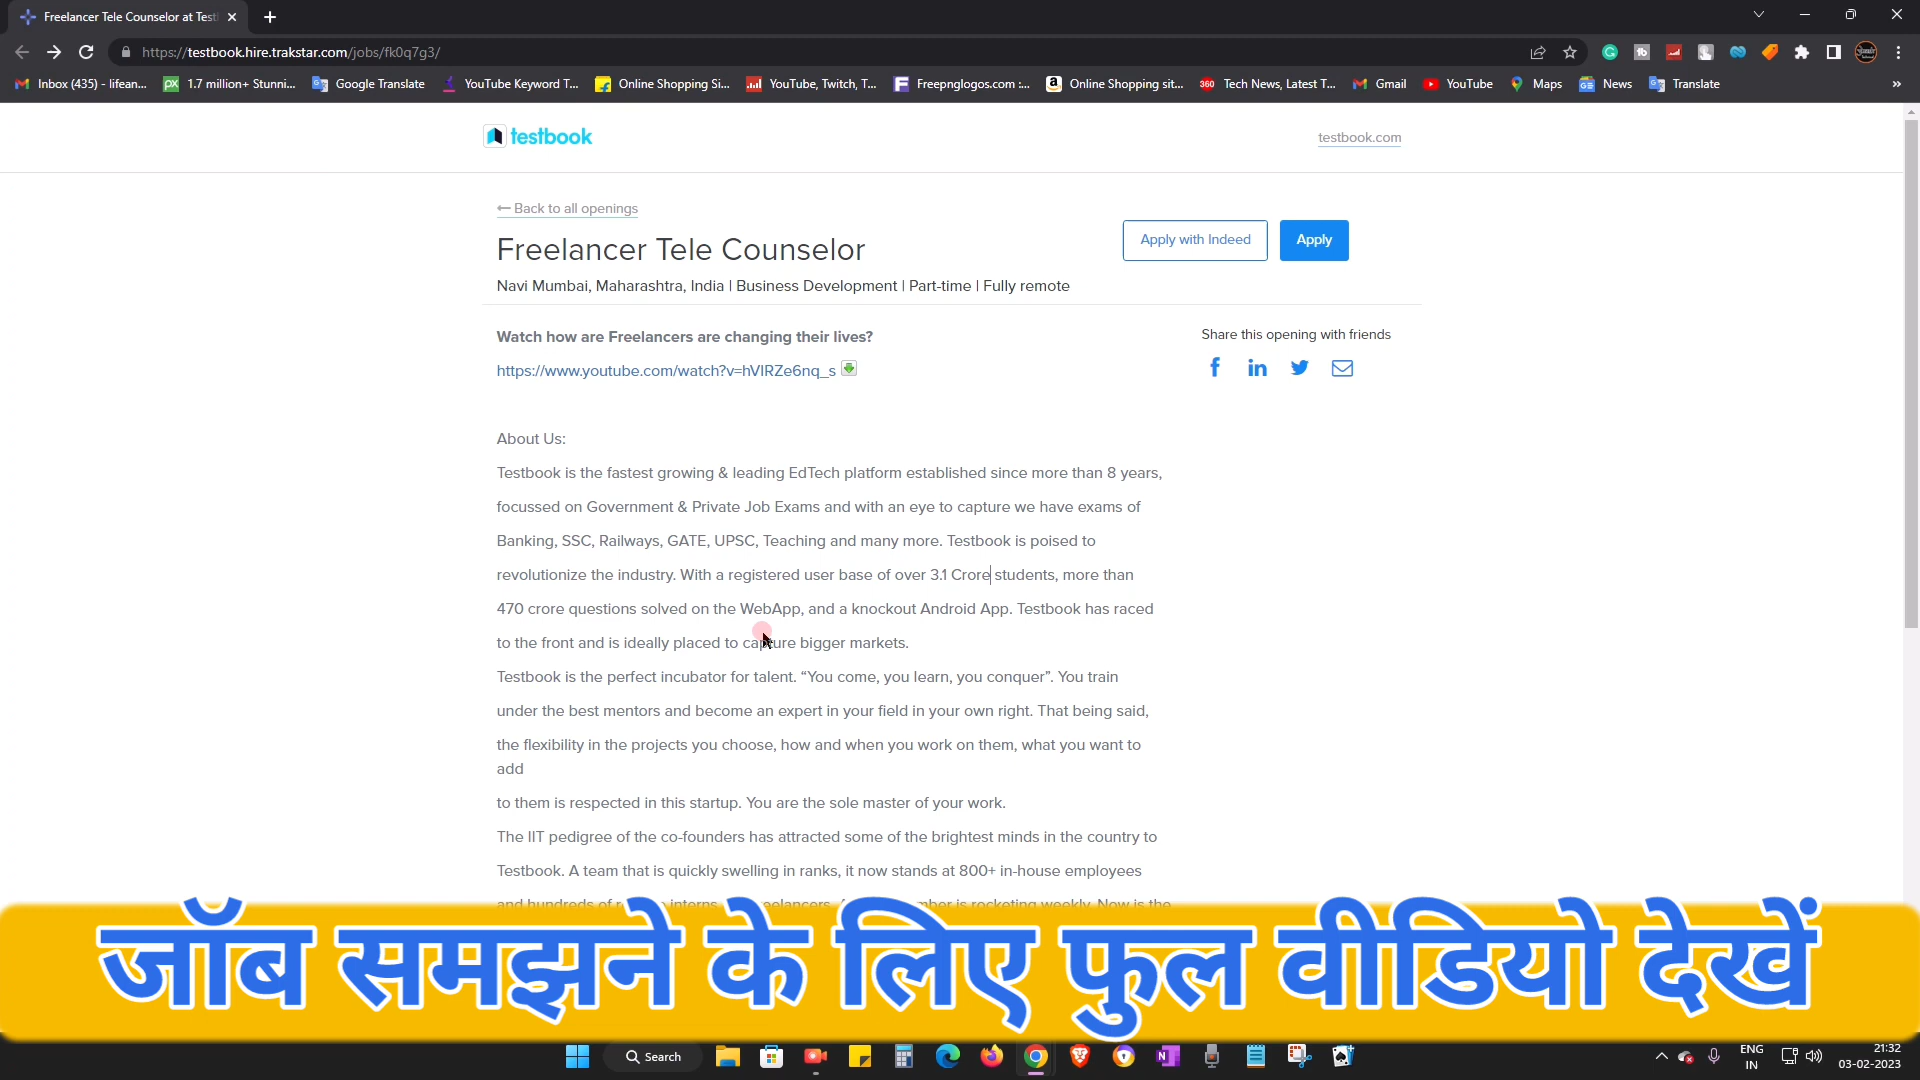 Freelancer Tele Counselor at Test
https://testbook.hire.trakstar.com/jobs/fk0q7g3/
Inbox (435) - lifean... 1.7 million+ Stunni... Google Translate YouTube Keyword T... Online Shopping Si... YouTube, Twitch, T... Freepnglogos.com :... Online Shopping sit... Tech News, Latest T... Gmail YouTube Maps News Translate »
testbook
testbook.com
Back to all openings
Freelancer Tele Counselor
Apply with Indeed
Apply
Navi Mumbai, Maharashtra, India | Business Development | Part-time | Fully remote
Watch how are Freelancers are changing their lives?
Share this opening with friends
https://www.youtube.com/watch?v=hVIRZe6nq_s
About Us:
Testbook is the fastest growing & leading EdTech platform established since more than 8 years,
focussed on Government & Private Job Exams and with an eye to capture we have exams of
Banking, SSC, Railways, GATE, UPSC, Teaching and many more. Testbook is poised to
revolutionize the industry. With a registered user base of over 3.1 Crore students, more than
470 crore questions solved on the WebApp, and a knockout Android App. Testbook has raced
to the front and is ideally placed to capture bigger markets.
Testbook is the perfect incubator for talent. “You come, you learn, you conquer”. You train
under the best mentors and become an expert in your field in your own right. That being said,
the flexibility in the projects you choose, how and when you work on them, what you want to
add
to them is respected in this startup. You are the sole master of your work.
The IIT pedigree of the co-founders has attracted some of the brightest minds in the country to
Testbook. A team that is quickly swelling in ranks, it now stands at 800+ in-house employees
and hundreds of interns is rocketing weekly. Now is the
जॉब समझने के लिए फुल वीडियो देखें
Search
ENG
IN
21:32
03-02-2023